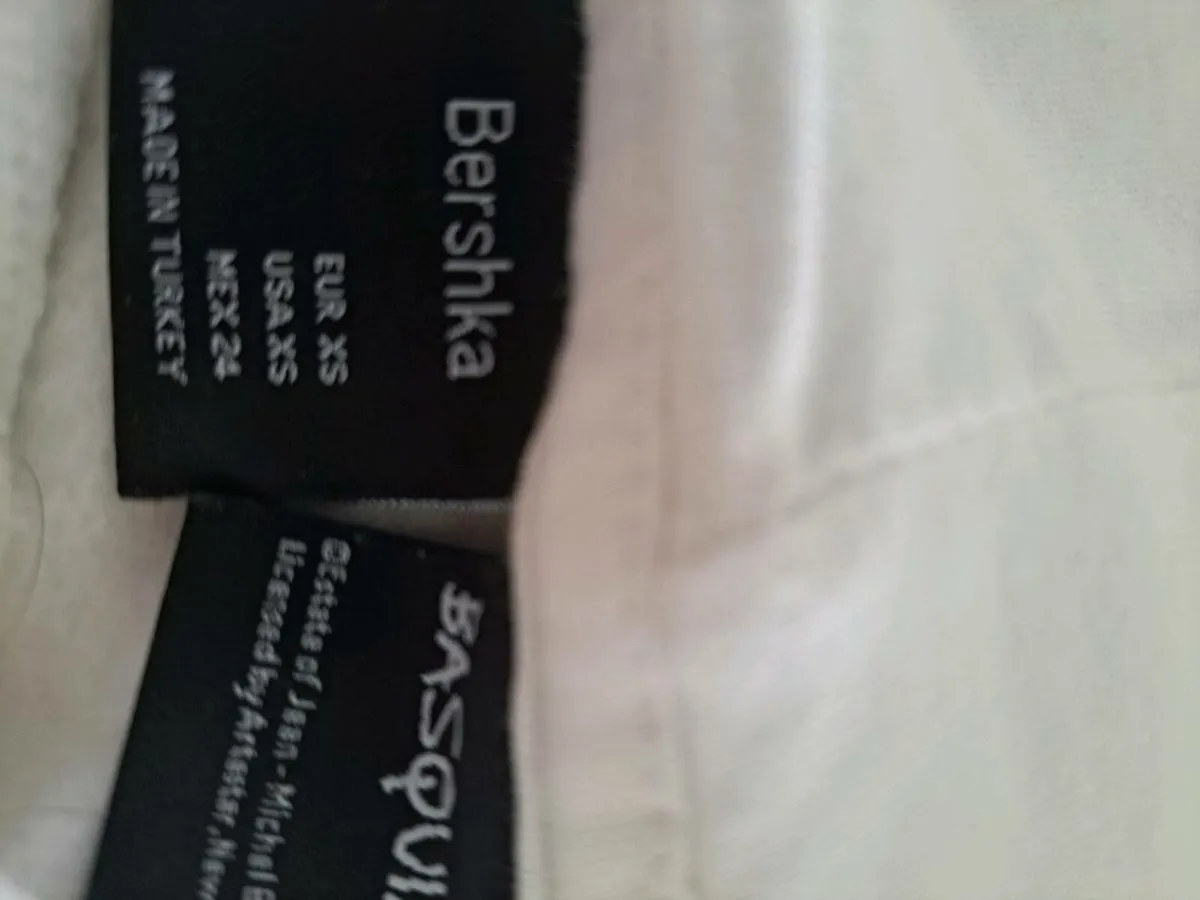 Bershka
EUR XS
USA XS
MEX 24
MADE IN TURKEY
BASQUI
©Estate of Jean-Michel
Licensed by Artestar, New